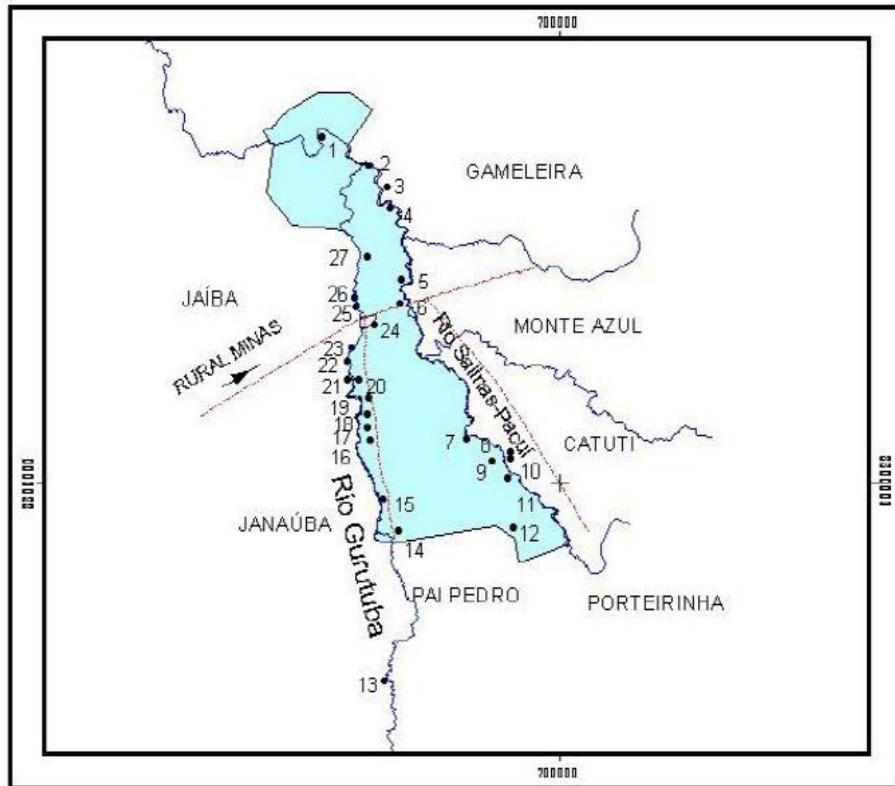 700000
1
2
GAMELEIRA
3
4
27
5
JAÍBA
26
6
25
24
MONTE AZUL
RURAL MINAS
Río Salinas-Pacuí
23
22
21
20
19
18
7
8
CATUTI
17
9
10
16
15
11
JANAÚBA
12
14
Río Gurutuba
PAI PEDRO
PORTEIRINHA
13
700000